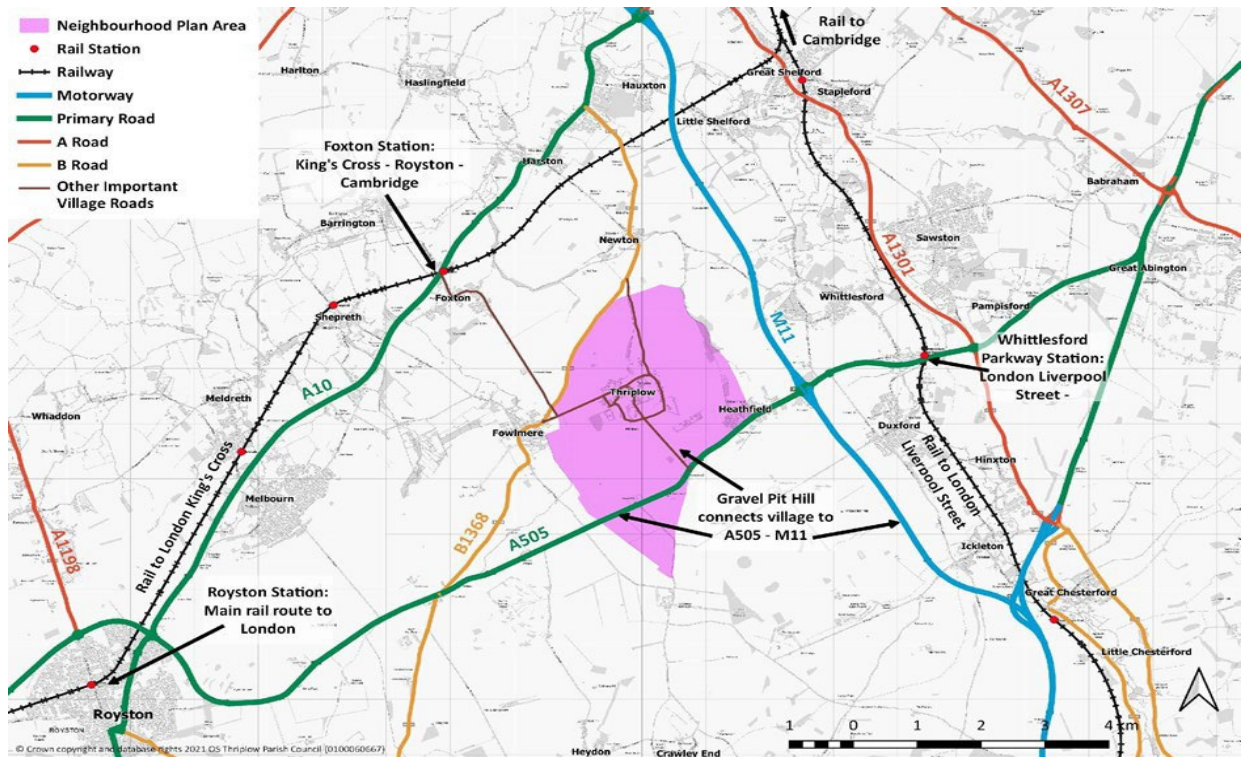 Neighbourhood Plan Area
Rail Station
Railway
Motorway
Primary Road
A Road
B Road
Other Important
Village Roads
Rail to
Cambridge
Harlton
Haslingfield
Hauxton
Great Shelford
Stapleford
Little Shelford
A1307
Foxton Station:
King's Cross - Royston -
Cambridge
Harston
Babraham
Barrington
Newton
Sawston
A1301
Great Abington
Foxton
Whittlesford
Pampisford
Shepreth
M11
Whittlesford
Parkway Station:
London Liverpool
Street -
A10
Meldreth
Thriplow
Heathfield
Whaddon
Fowlmere
Duxford
Rail to London King's Cross
Melbourn
Hinxton
Rail to London
Liverpool Street
Gravel Pit Hill
connects village to
A505 - M11
B1368
A505
A1198
Ickleton
Royston Station:
Main rail route to
London
Great Chesterford
Little Chesterford
Royston
ROYSTON
1 0 1 2 3 4 km
Heydon
Crawley End
© Crown copyright and database rights 2021 OS Thriplow Parish Council (0100060667)